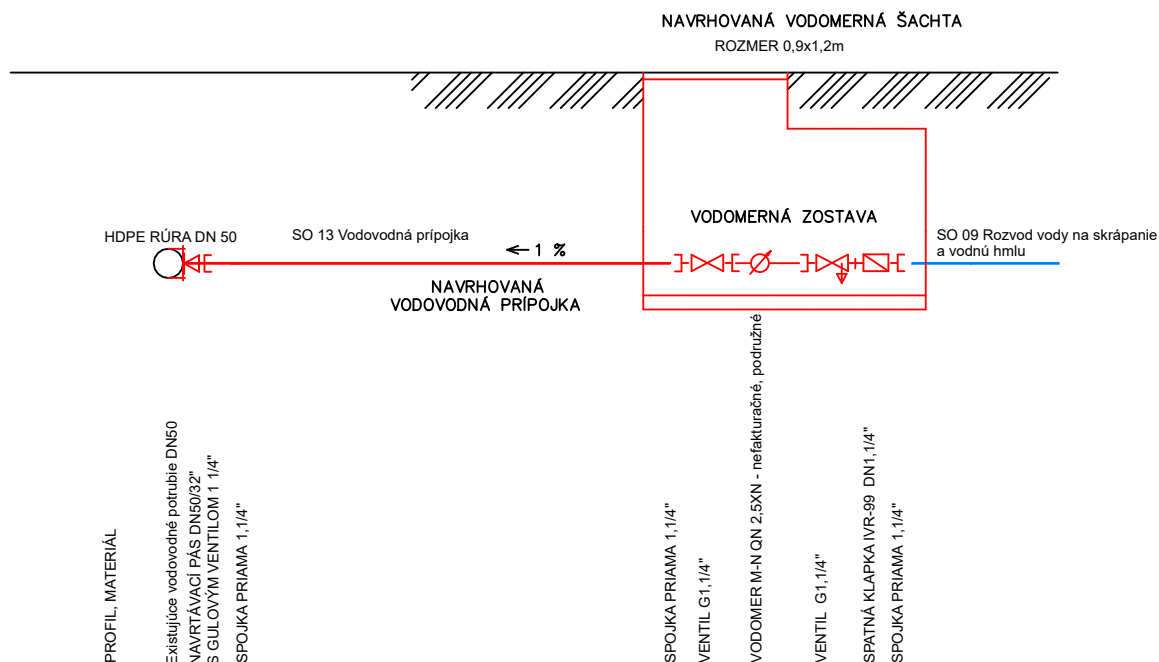 NAVRHOVANÁ VODOMERNÁ ŠACHTA
ROZMER 0,9x1,2m
VODOMERNÁ ZOSTAVA
HDPE RÚRA DN 50
SO 13 Vodovodná prípojka
1 %
SO 09 Rozvod vody na skrápanie
a vodnú hmlu
NAVRHOVANÁ
VODOVODNÁ PRÍPOJKA
PROFIL, MATERIÁL
Existujúce vodovodné potrubie DN50
NAVRTÁVACÍ PÁS DN50/32"
S GULOVÝM VENTILOM 1 1/4"
SPOJKA PRIAMA 1,1/4"
SPOJKA PRIAMA 1,1/4"
VENTIL G1,1/4"
VODOMER M-N QN 2,5XN - nefakturačné, podružné
VENTIL G1,1/4"
SPATNÁ KLAPKA IVR-99 DN1,1/4"
SPOJKA PRIAMA 1,1/4"